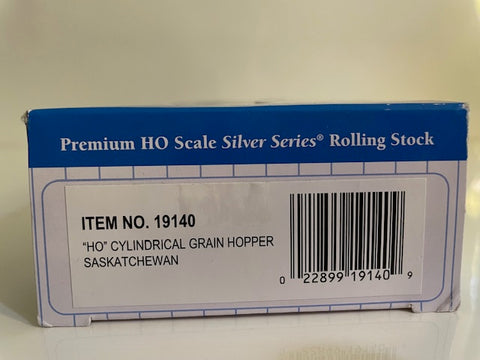 Premium HO Scale Silver Series® Rolling Stock
ITEM NO. 19140
"HO" CYLINDRICAL GRAIN HOPPER
SASKATCHEWAN
0 22899 19140 9